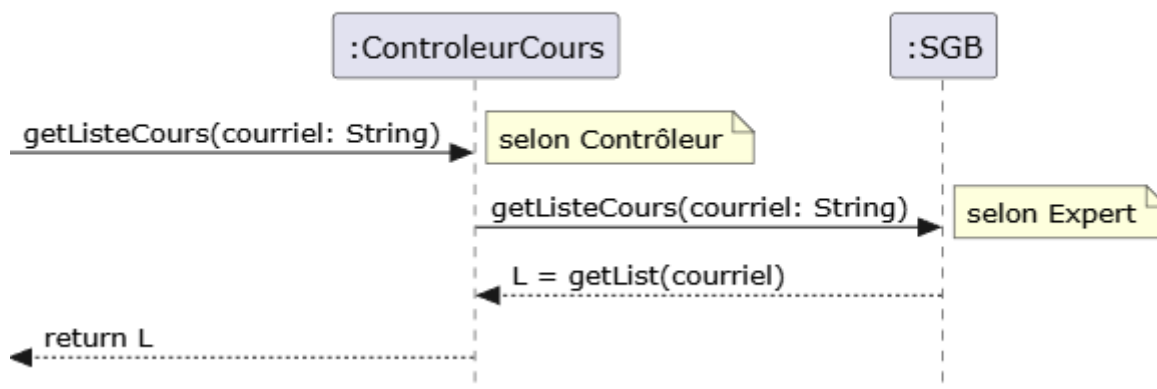 :ControleurCours
:SGB
getListeCours(courriel: String)
selon Contrôleur
getListeCours(courriel: String)
selon Expert
L = getList(courriel)
return L